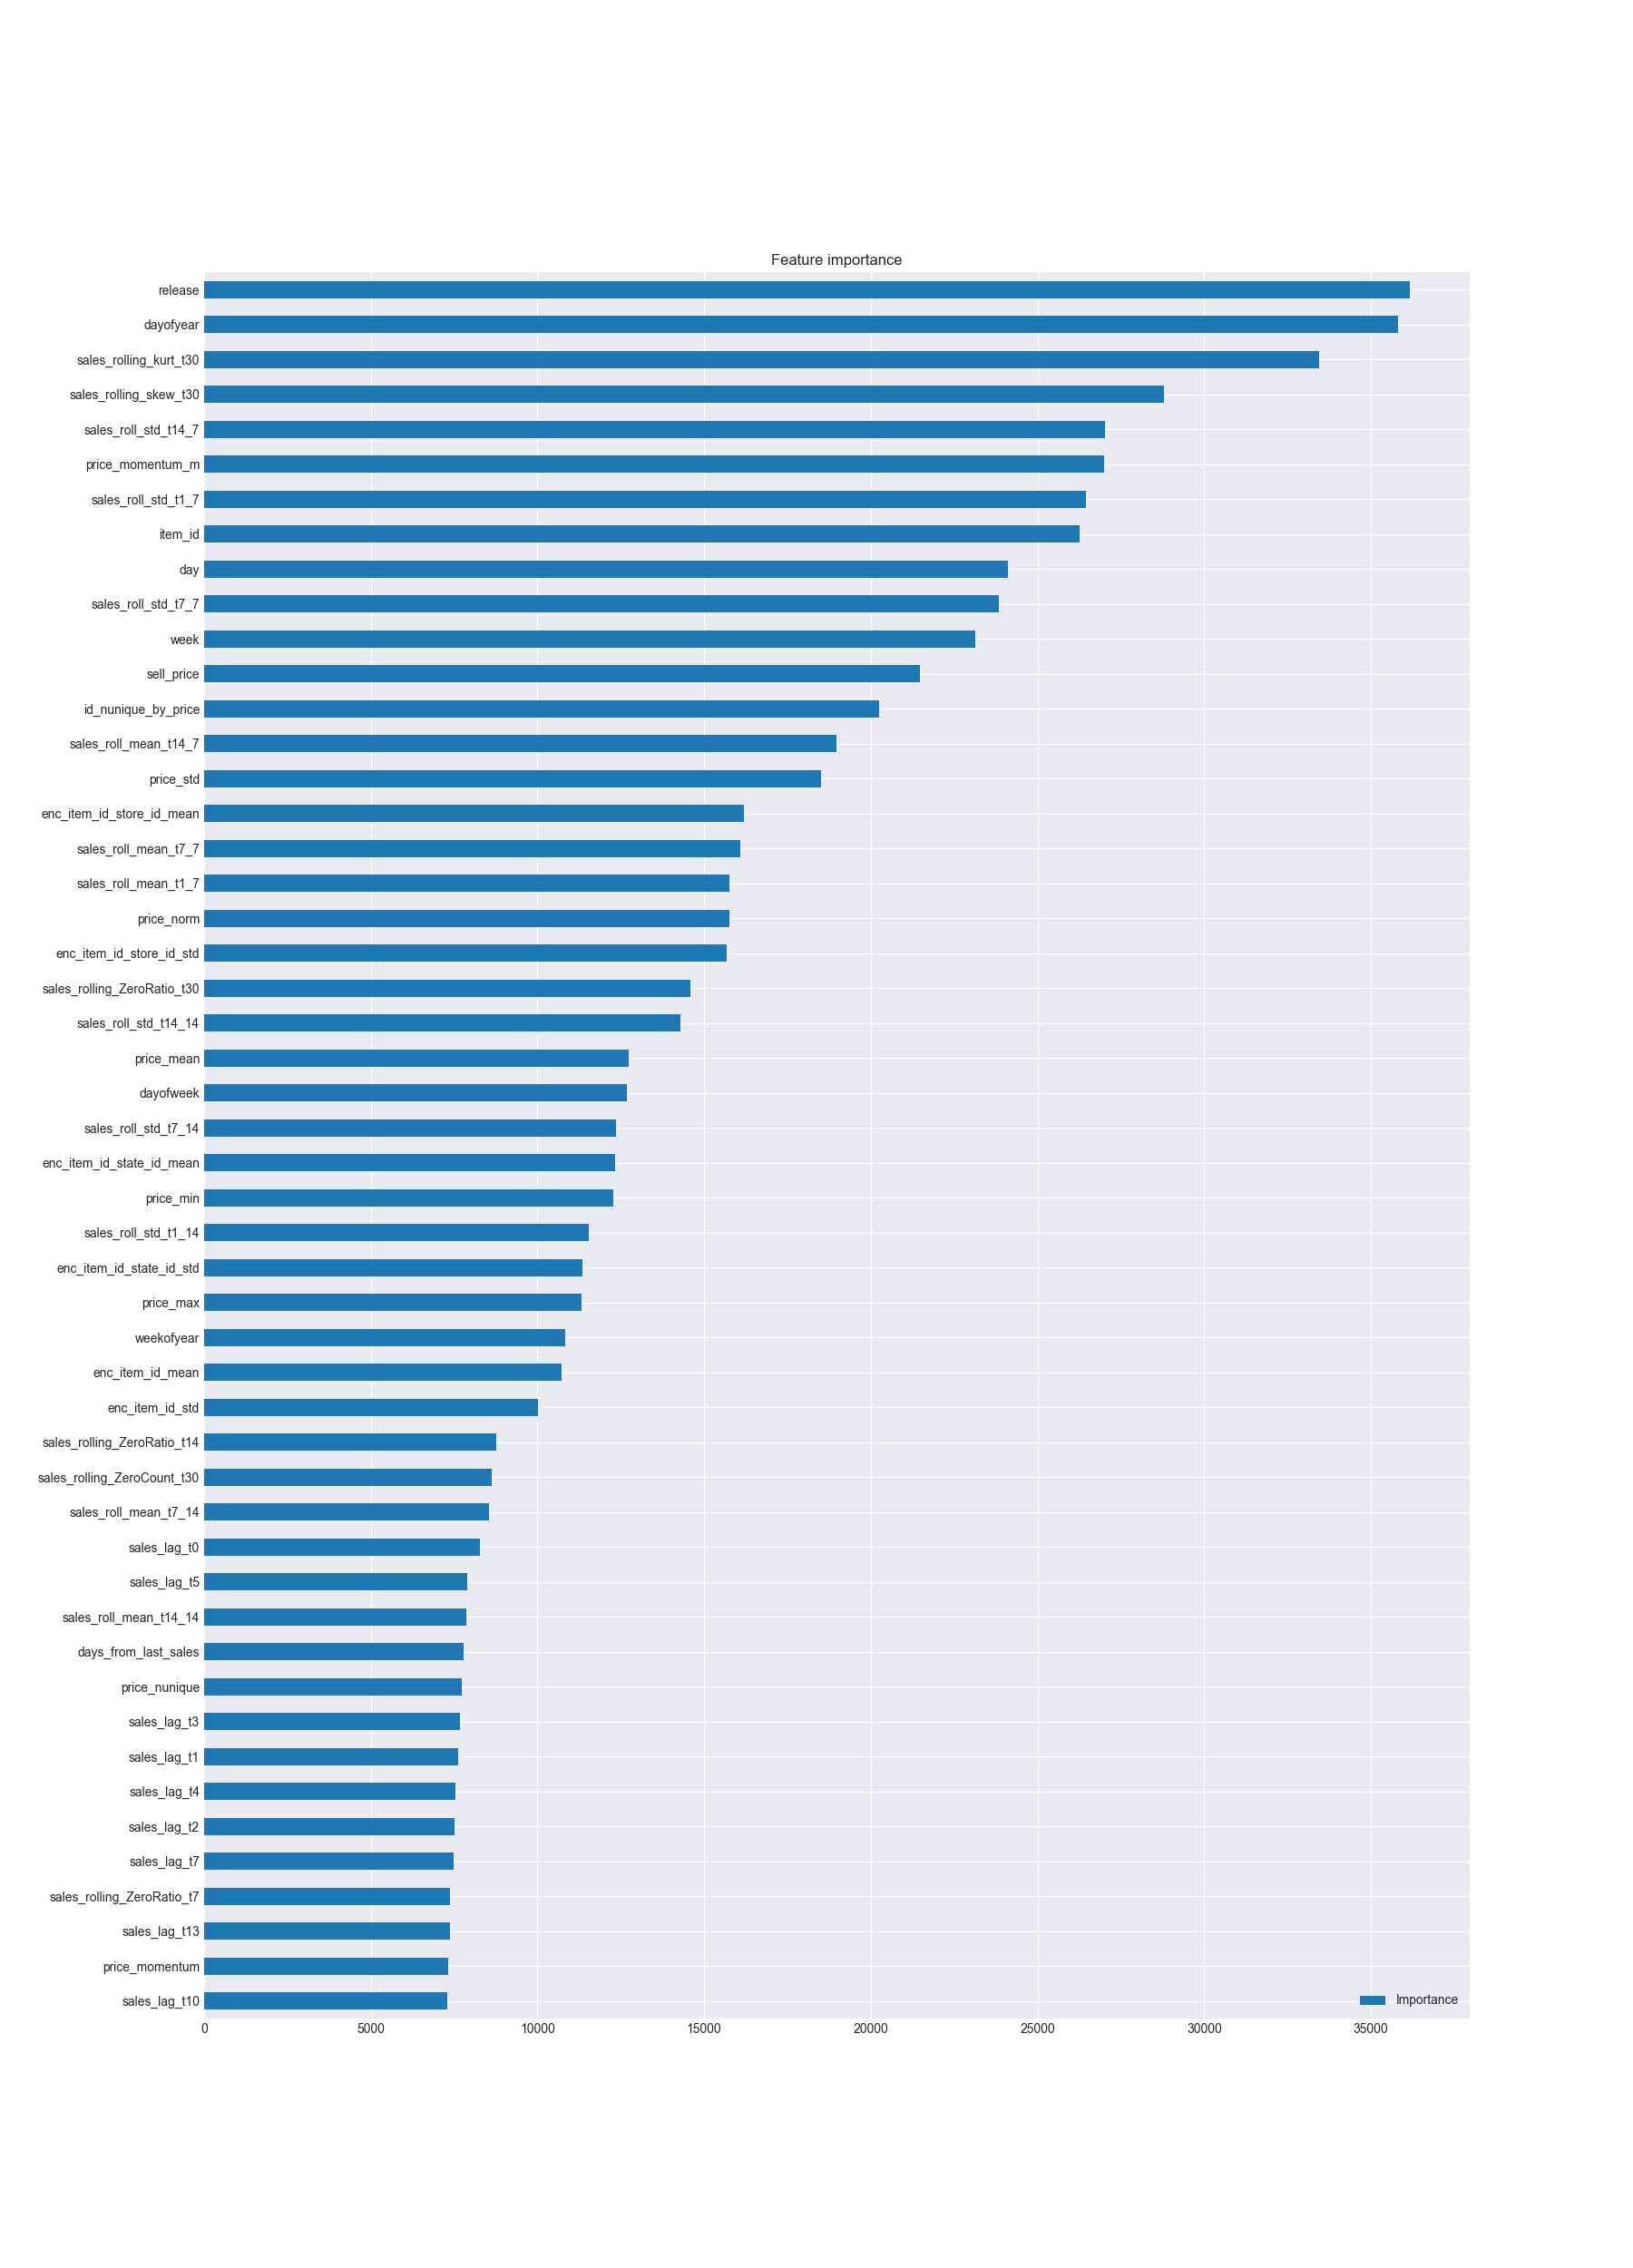 Feature importance
release
dayofyear
sales_rolling_kurt_t30
sales_rolling_skew_t30
sales_roll_std_t14_7
price_momentum_m
sales_roll_std_t1_7
item_id
day
sales_roll_std_t7_7
week
sell_price
id_nunique_by_price
sales_roll_mean_t14_7
price_std
enc_item_id_store_id_mean
sales_roll_mean_t7_7
sales_roll_mean_t1_7
price_norm
enc_item_id_store_id_std
sales_rolling_ZeroRatio_t30
sales_roll_std_t14_14
price_mean
dayofweek
sales_roll_std_t7_14
enc_item_id_state_id_mean
price_min
sales_roll_std_t1_14
enc_item_id_state_id_std
price_max
weekofyear
enc_item_id_mean
enc_item_id_std
sales_rolling_ZeroRatio_t14
sales_rolling_ZeroCount_t30
sales_roll_mean_t7_14
sales_lag_t0
sales_lag_t5
sales_roll_mean_t14_14
days_from_last_sales
price_nunique
sales_lag_t3
sales_lag_t1
sales_lag_t4
sales_lag_t2
sales_lag_t7
sales_rolling_ZeroRatio_t7
sales_lag_t13
price_momentum
sales_lag_t10
Importance
0 5000 10000 15000 20000 25000 30000 35000